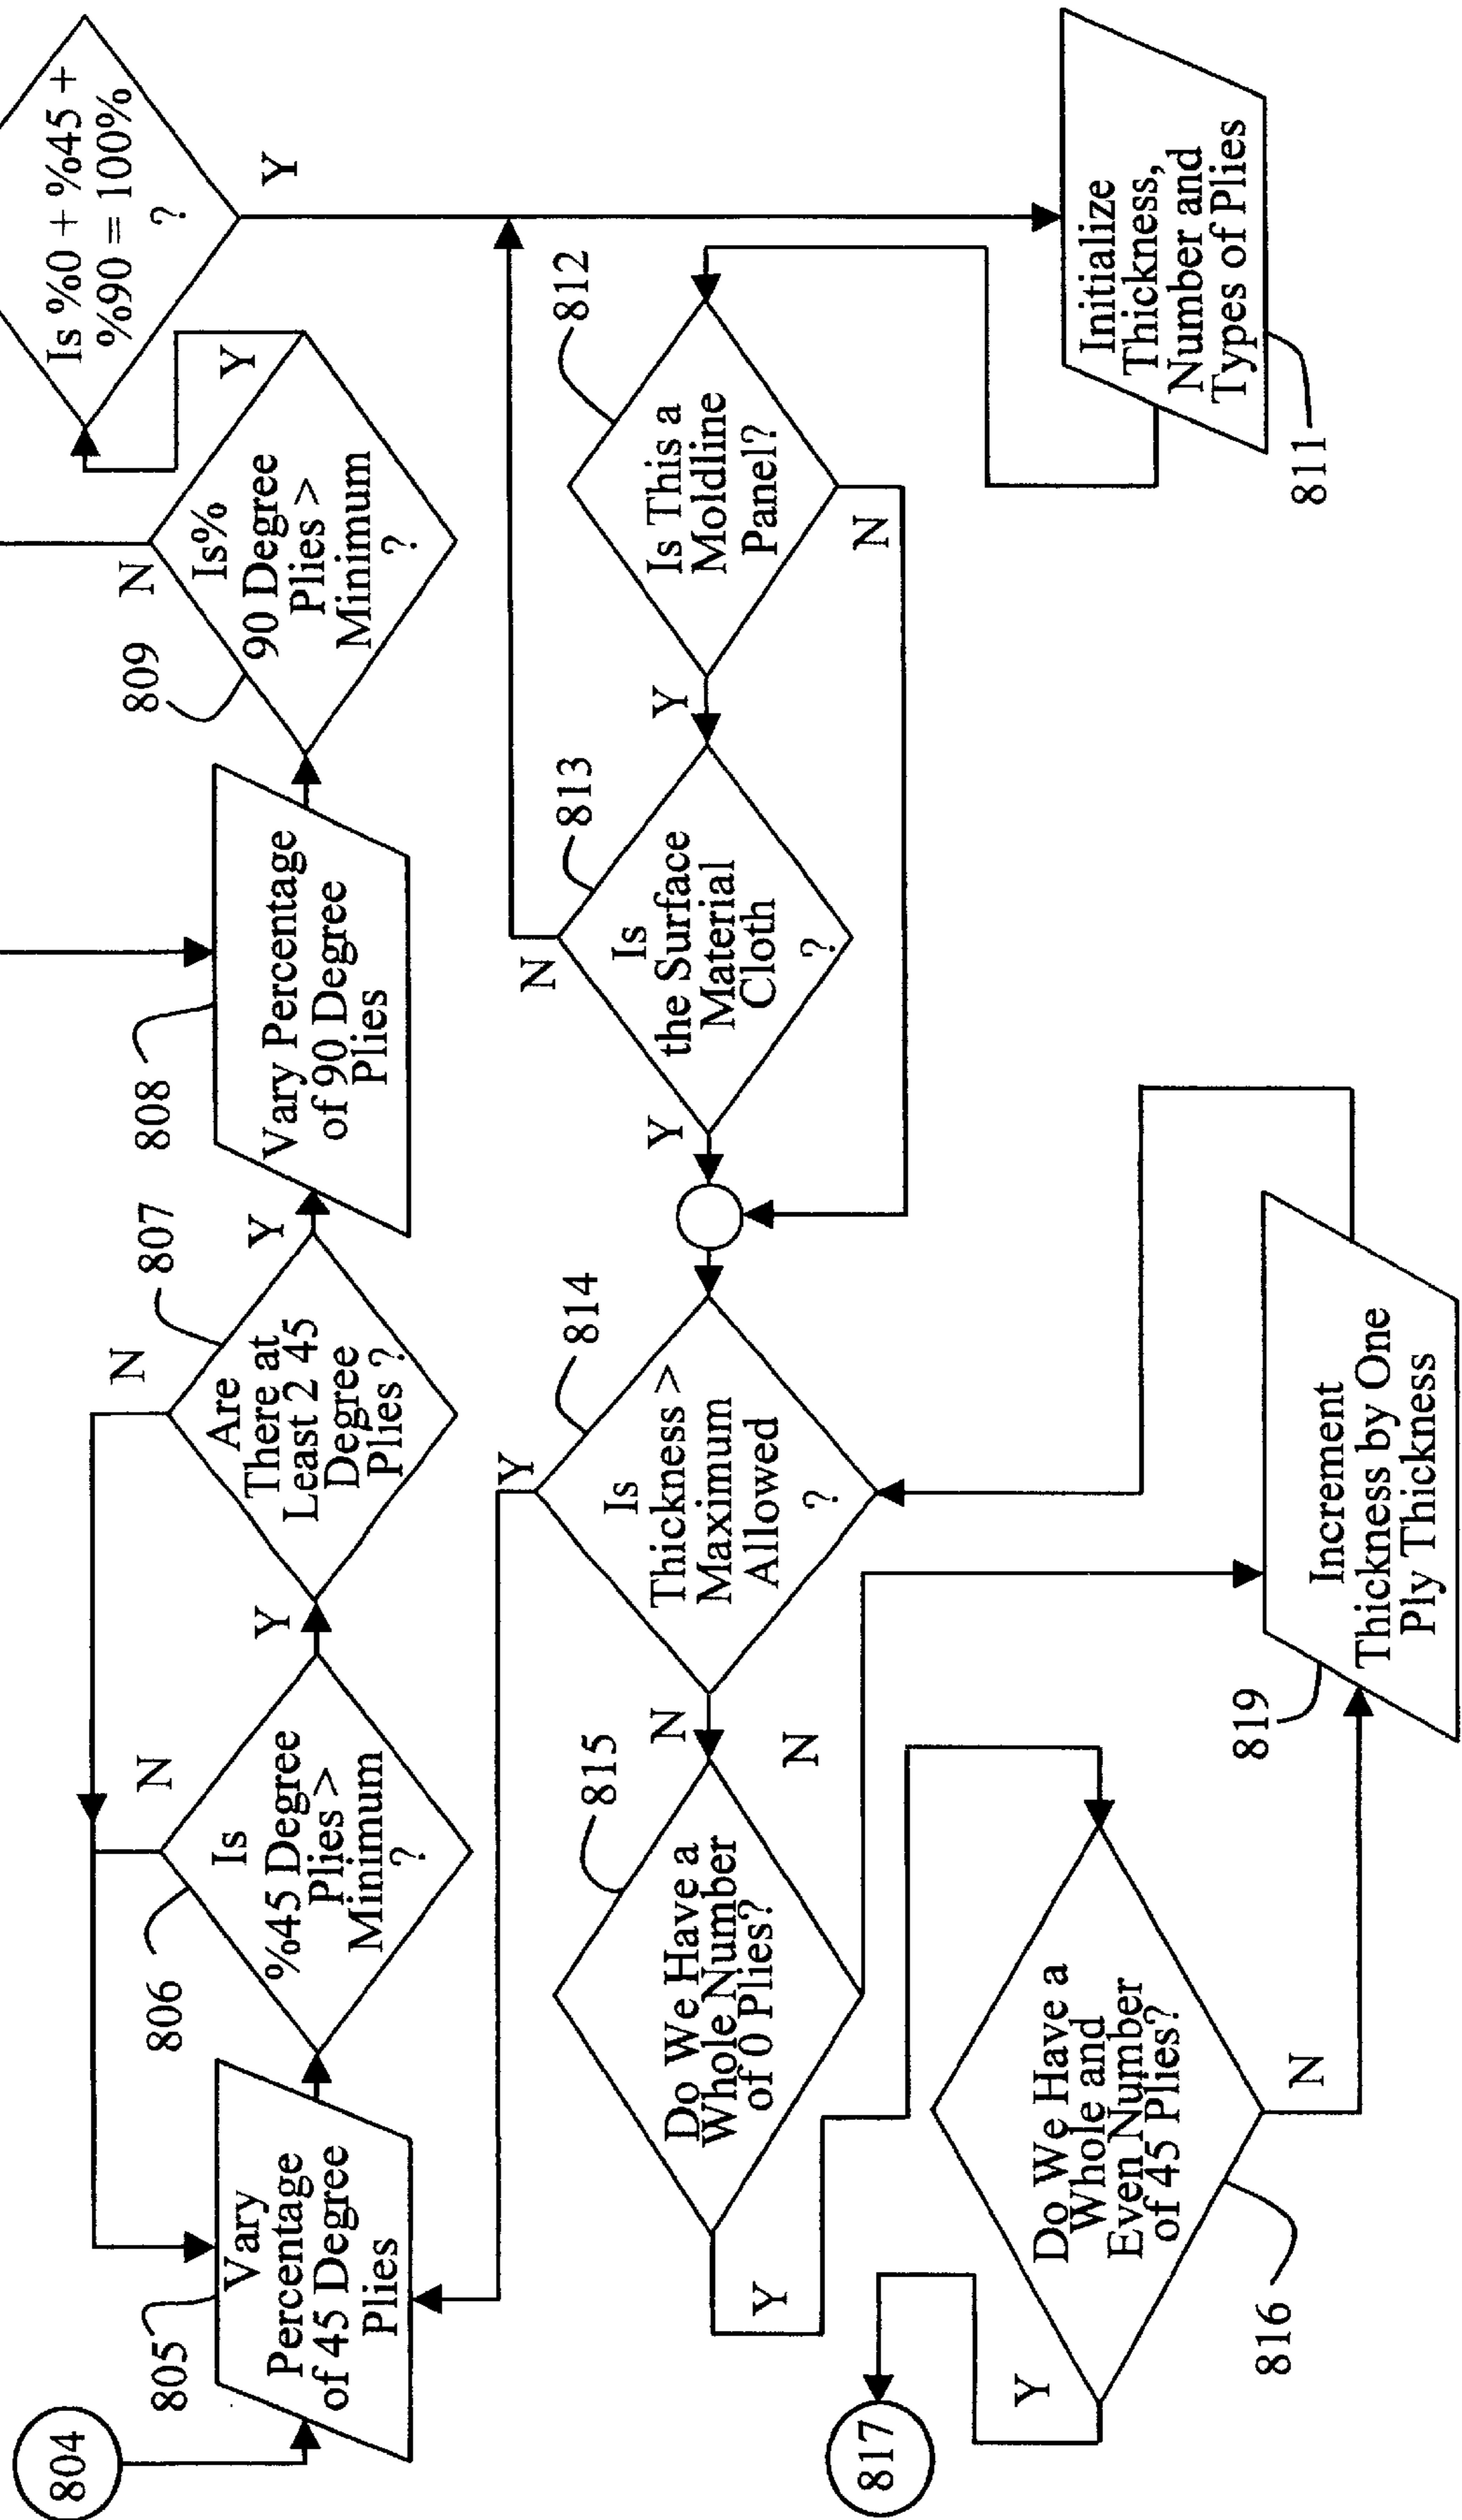 804
805
Vary
Percentage
of 45 Degree
Plies
806
Is
%45 Degree
Plies >
Minimum
?
N
Y
807
Are
There at
Least 2 45
Degree
Plies ?
N
Y
808
Vary Percentage
of 90 Degree
Plies
809
Is%
90 Degree
Plies >
Minimum
?
N
Y
Is %0 + %45 +
%90 = 100%
?
Y
811
Initialize
Thickness,
Number and
Types of Plies
812
Is This a
Moldline
Panel?
Y
N
813
Is
the Surface
Material
Cloth
?
N
Y
814
Is
Thickness >
Maximum
Allowed
?
Y
N
815
Do We Have a
Whole Number
of 0 Plies?
N
Y
816
Do We Have a
Whole and
Even Number
of 45 Plies?
Y
N
817
819
Increment
Thickness by One
Ply Thickness